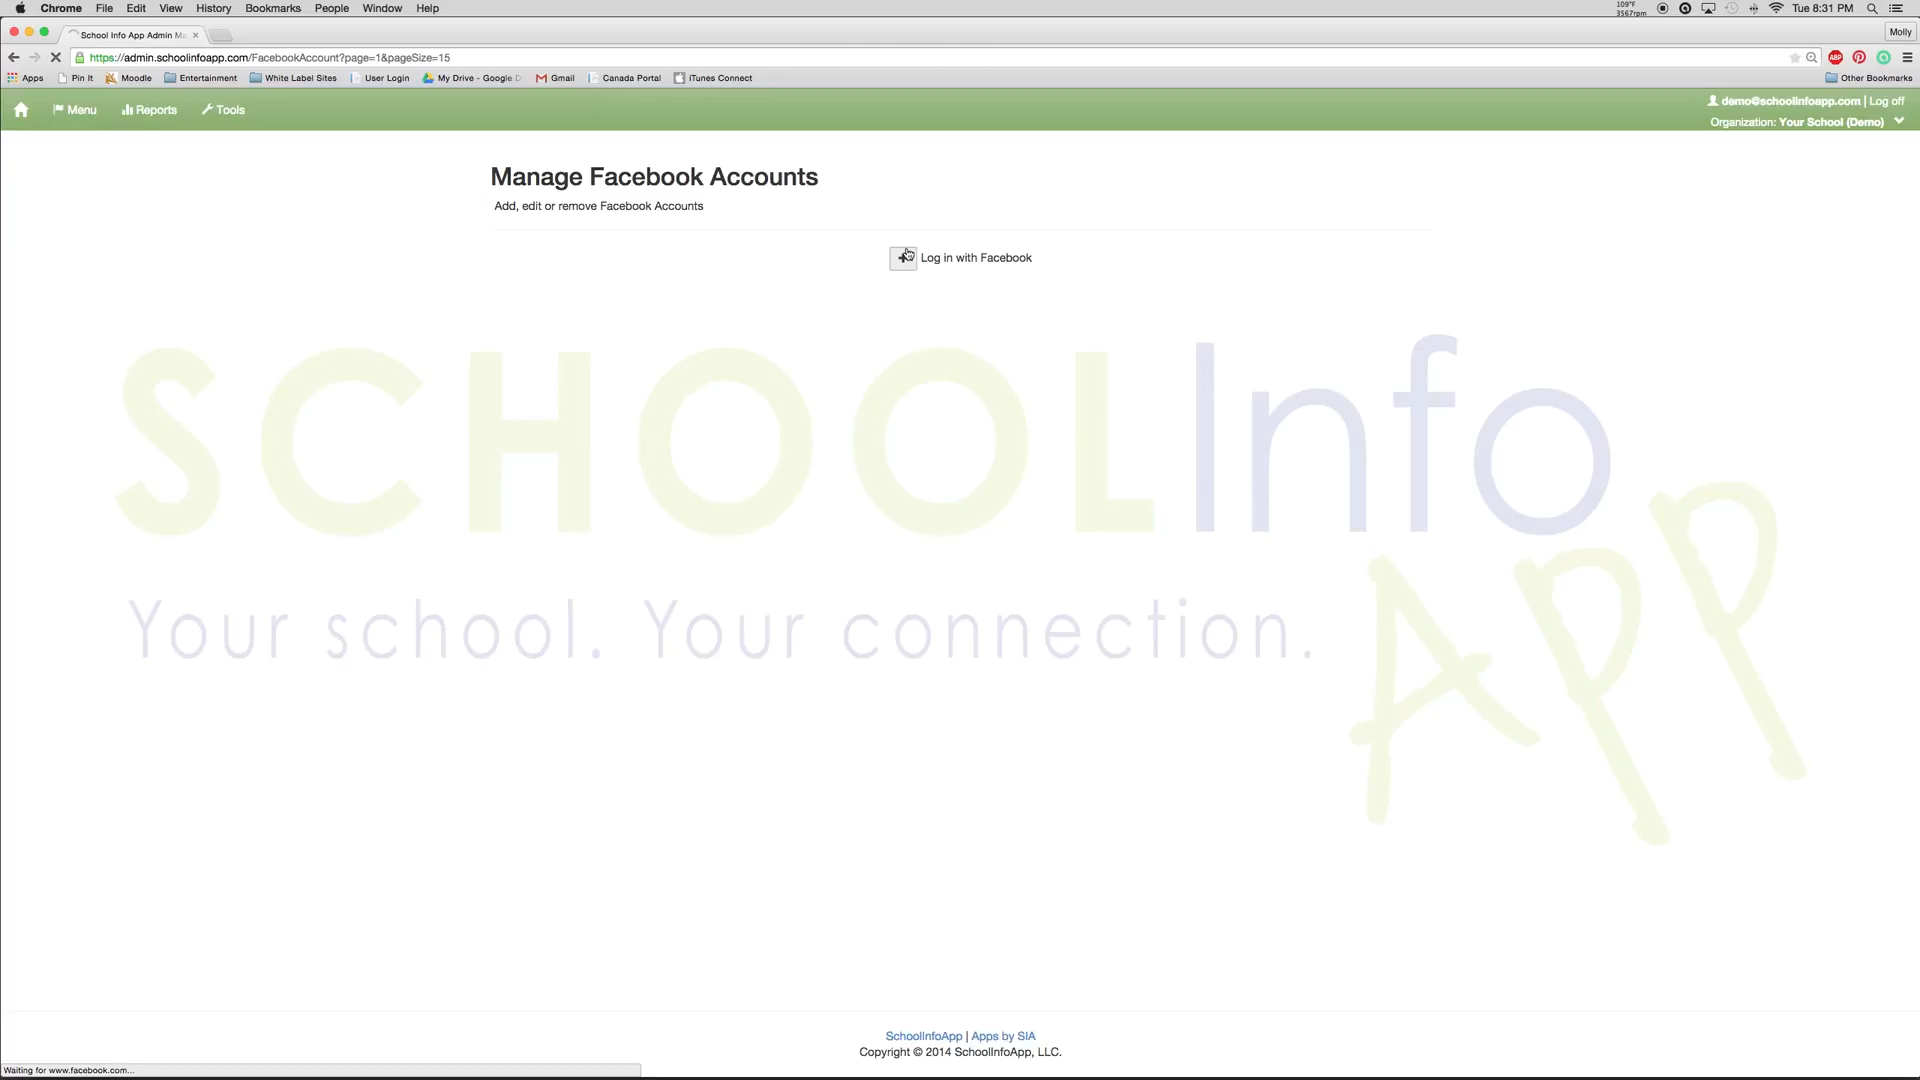 Chrome File Edit View History Bookmarks People Window Help 109°F 3567rpm Tue 8:31 PM
School Info App Admin Ma Molly
https://admin.schoolinfoapp.com/FacebookAccount?page=1&pageSize=15 ABP
Apps Pin It Moodle Entertainment White Label Sites User Login My Drive - Google D Gmail Canada Portal iTunes Connect Other Bookmarks
Menu Reports Tools demo@schoolinfoapp.com | Log off
Organization: Your School (Demo)
Manage Facebook Accounts
Add, edit or remove Facebook Accounts
Log in with Facebook
SCHOOLInfo
APP
Your school. Your connection.
SchoolInfoApp | Apps by SIA
Copyright © 2014 SchoolInfoApp, LLC.
Waiting for www.facebook.com...